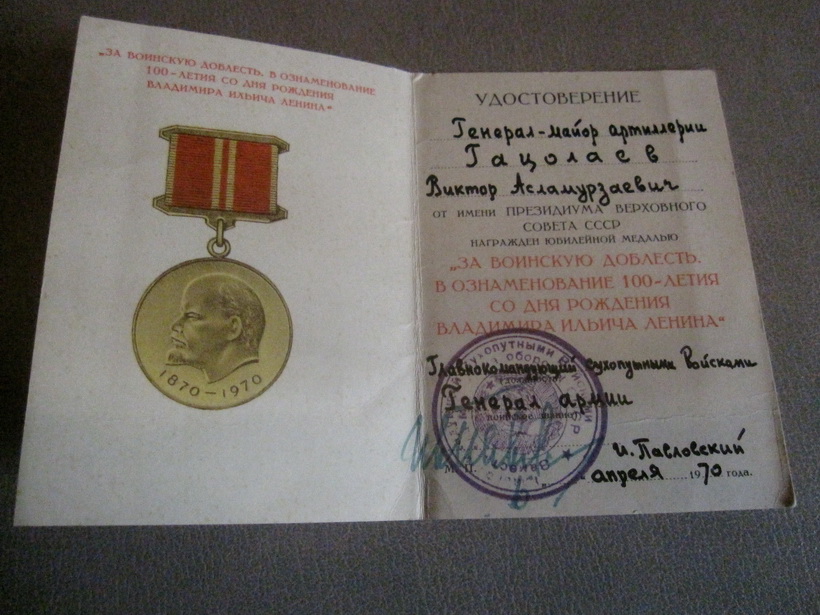 „ЗА ВОИНСКУЮ ДОБЛЕСТЬ. В ОЗНАМЕНОВАНИЕ
100-ЛЕТИЯ СО ДНЯ РОЖДЕНИЯ
ВЛАДИМИРА ИЛЬИЧА ЛЕНИНА“
1870-1970
УДОСТОВЕРЕНИЕ
Генерал-майор артиллерии
Гацолаев
Виктор Асламурзаевич
ОТ ИМЕНИ ПРЕЗИДИУМА ВЕРХОВНОГО
СОВЕТА СССР
НАГРАЖДЕН ЮБИЛЕЙНОЙ МЕДАЛЬЮ
„ЗА ВОИНСКУЮ ДОБЛЕСТЬ.
В ОЗНАМЕНОВАНИЕ 100-ЛЕТИЯ
СО ДНЯ РОЖДЕНИЯ
ВЛАДИМИРА ИЛЬИЧА ЛЕНИНА“
Главнокомандующий сухопутными Войсками
Генерал армии
И. Павловский
М. П.
6 апреля 1970 года.